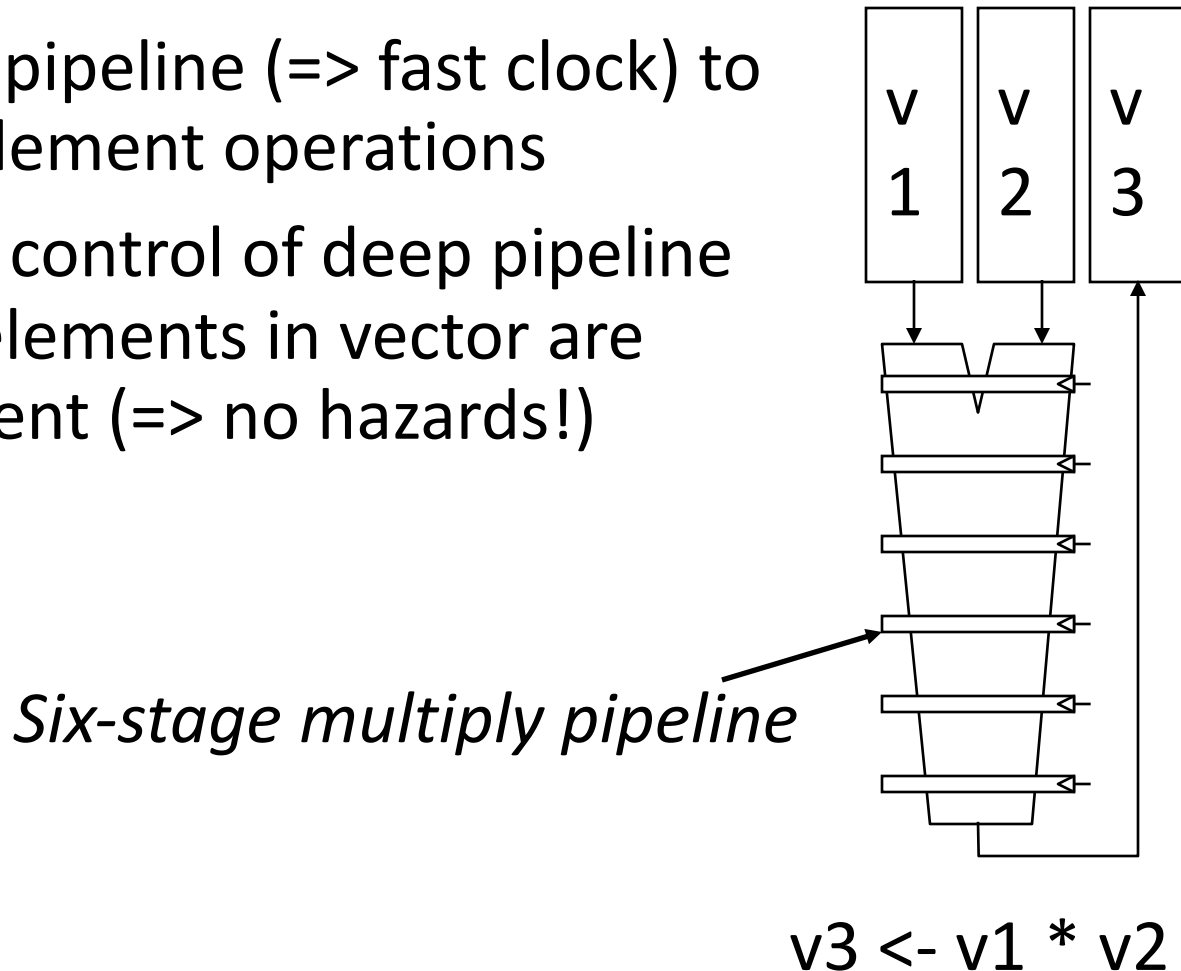 pipeline (=> fast clock) to
lement operations
control of deep pipeline
elements in vector are
ent (=> no hazards!)
v
1
v
2
v
3
Six-stage multiply pipeline
v3 <- v1 * v2